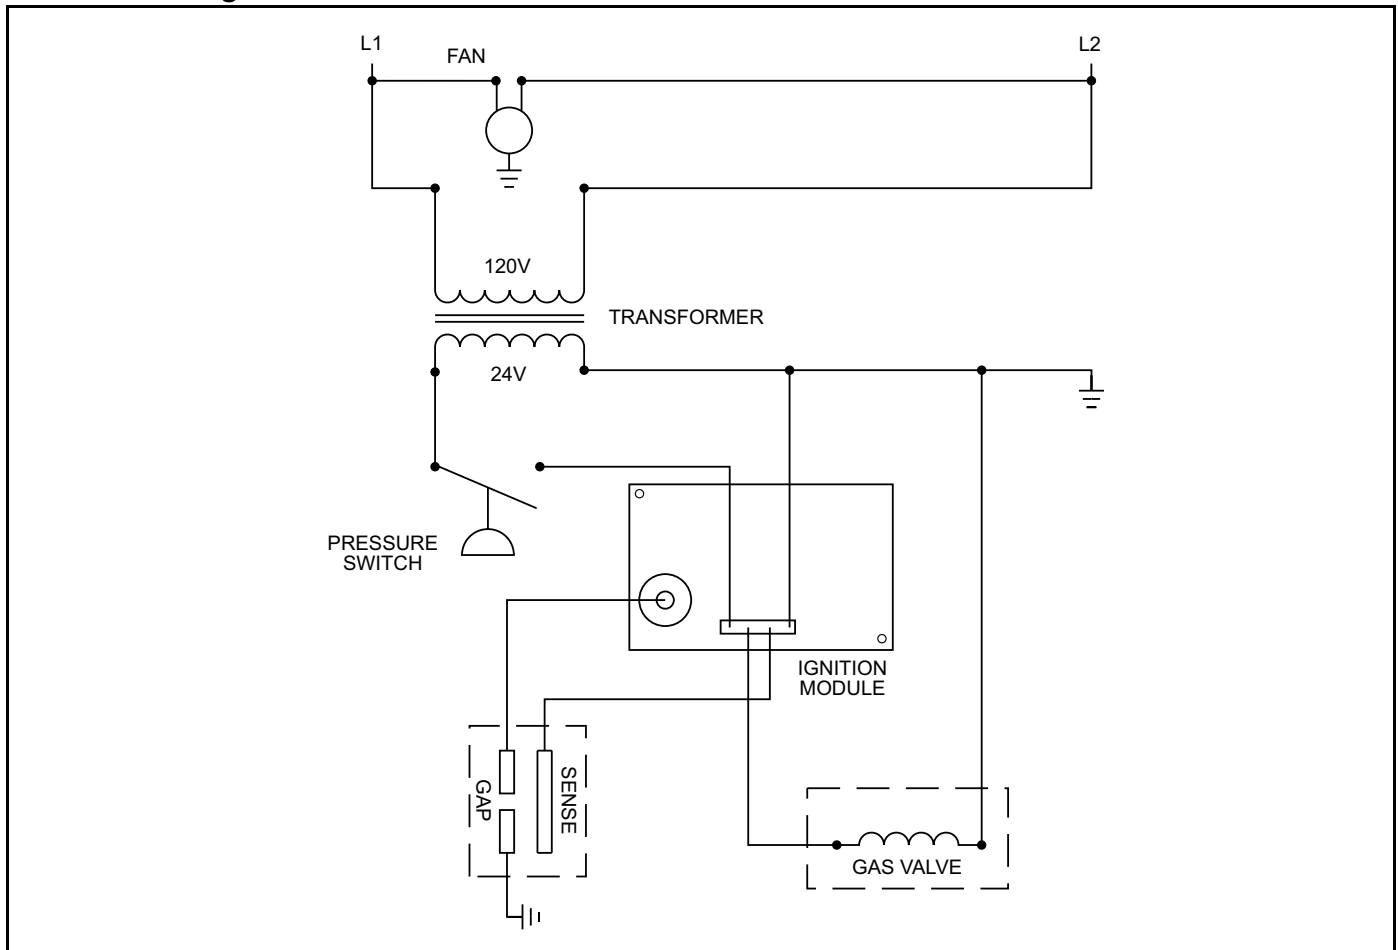 L1
FAN
L2
120V
TRANSFORMER
24V
PRESSURE
SWITCH
IGNITION
MODULE
GAP
SENSE
GAS VALVE